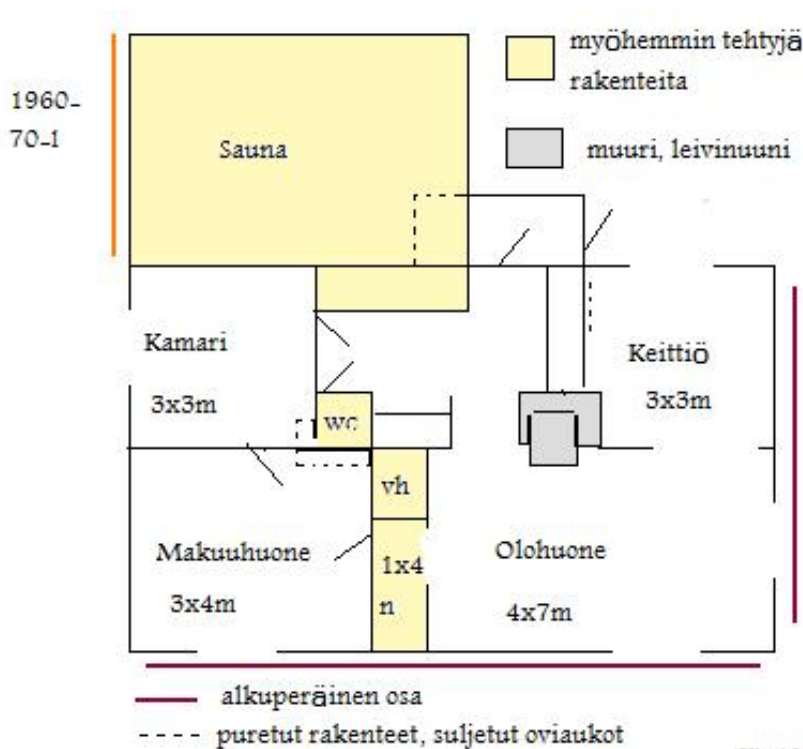 myöhemmin tehtyjä
rakenteita
1960-
70-l
Sauna
muuri, leivinuuni
Kamari
3x3m
Keittiö
3x3m
wc
vh
Makuuhuone
3x4m
1x4
n
Olohuone
4x7m
alkuperäinen osa
puretut rakenteet, suljetut oviaukot